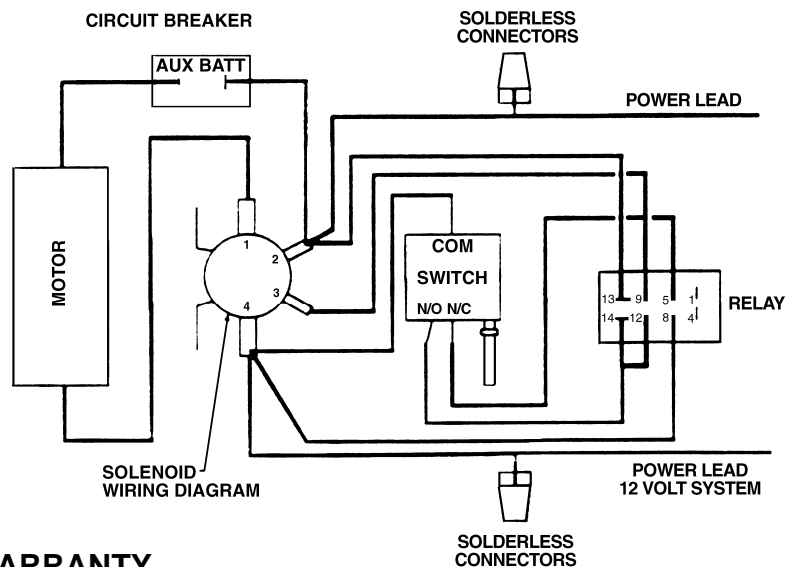 CIRCUIT BREAKER
SOLDERLESS
CONNECTORS
AUX BATT
POWER LEAD
MOTOR
1
2
3
4
COM
SWITCH
N/O N/C
13 9 5 1
14 12 8 4
RELAY
SOLENOID
WIRING DIAGRAM
POWER LEAD
12 VOLT SYSTEM
SOLDERLESS
CONNECTORS
ARRANTY